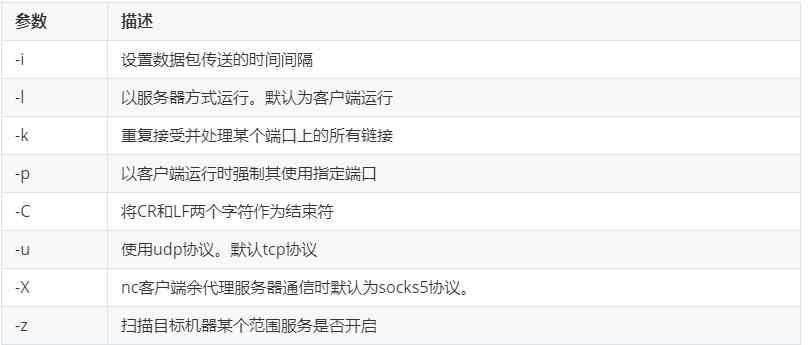 参数 描述
-i 设置数据包传送的时间间隔
-l 以服务器方式运行。默认为客户端运行
-k 重复接受并处理某个端口上的所有链接
-p 以客户端运行时强制其使用指定端口
-C 将CR和LF两个字符作为结束符
-u 使用udp协议。默认tcp协议
-X nc客户端余代理服务器通信时默认为socks5协议。
-z 扫描目标机器某个范围服务是否开启